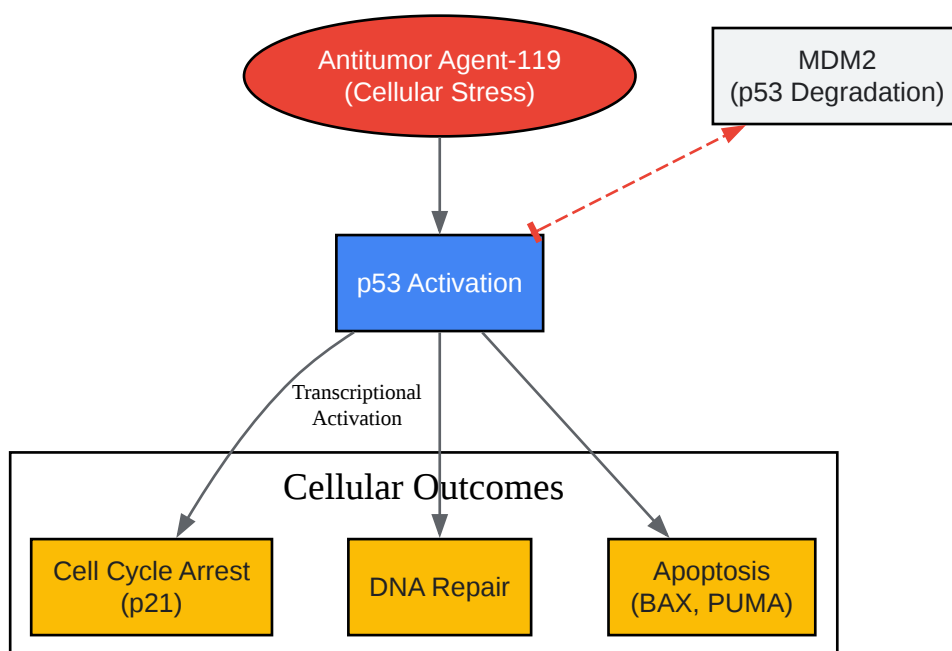 Antitumor Agent-119
(Cellular Stress)
MDM2
(p53 Degradation)
p53 Activation
Transcriptional
Activation
Cellular Outcomes
Cell Cycle Arrest
(p21)
DNA Repair
Apoptosis
(BAX, PUMA)